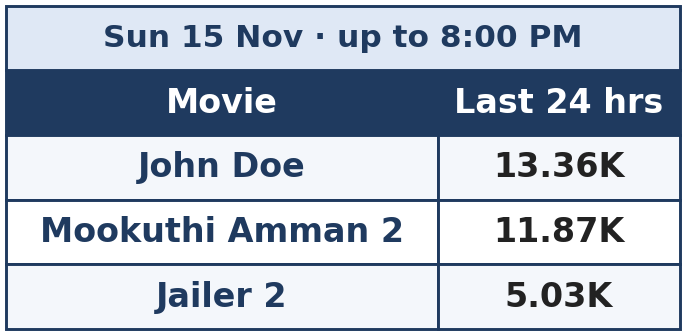 Sun 15 Nov · up to 8:00 PM
Movie Last 24 hrs
John Doe 13.36K
Mookuthi Amman 2 11.87K
Jailer 2 5.03K